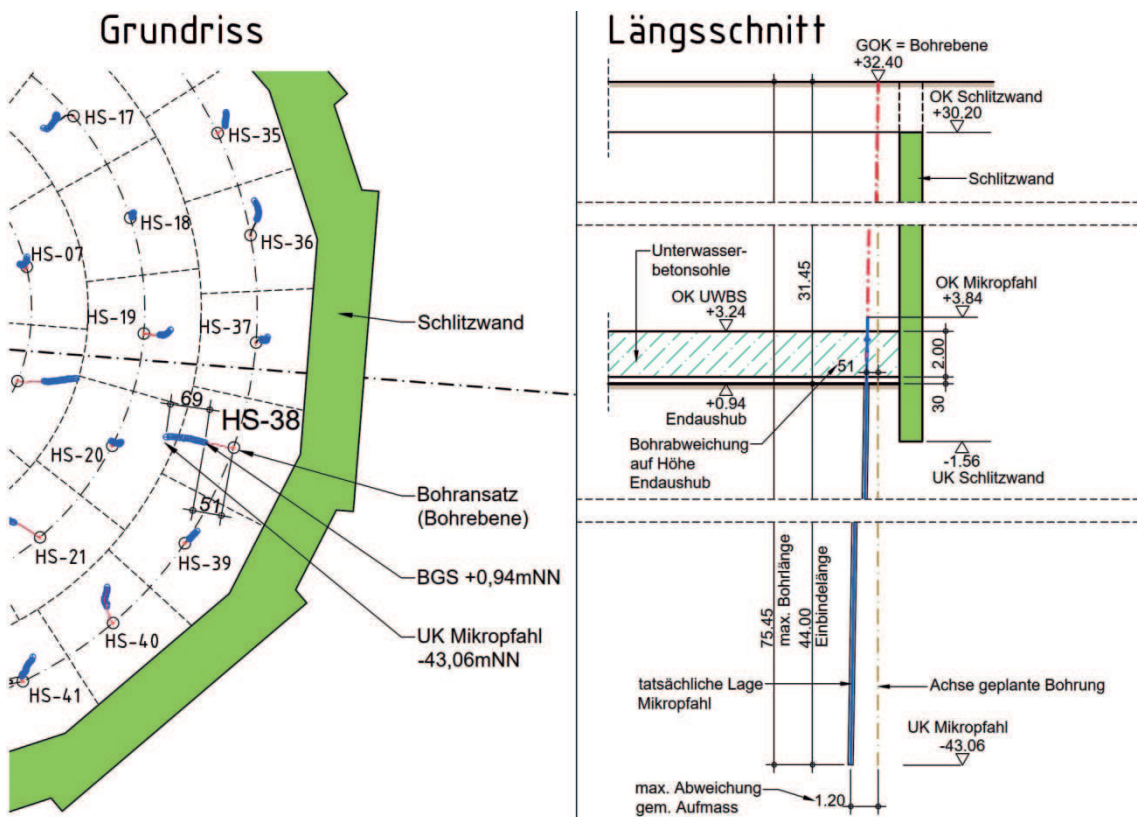 Grundriss
HS-17
HS-35
HS-18
HS-36
HS-07
HS-19
HS-37
Schlitzwand
69
HS-38
HS-20
Bohransatz
(Bohrebene)
51
HS-21
HS-39
BGS +0,94mNN
HS-40
UK Mikropfahl
-43,06mNN
HS-41
Längsschnitt
GOK = Bohrebene
+32.40
OK Schlitzwand
+30.20
Schlitzwand
Unterwasser-
betonsohle
31.45
OK UWBS
+3.24
OK Mikropfahl
+3.84
51
2.00
30
+0.94
Endaushub
Bohrabweichung
auf Höhe
Endaushub
-1.56
UK Schlitzwand
75.45
max. Bohrlänge
44.00
Einbindelänge
tatsächliche Lage
Mikropfahl
Achse geplante Bohrung
UK Mikropfahl
-43.06
max. Abweichung
gem. Aufmass
1.20